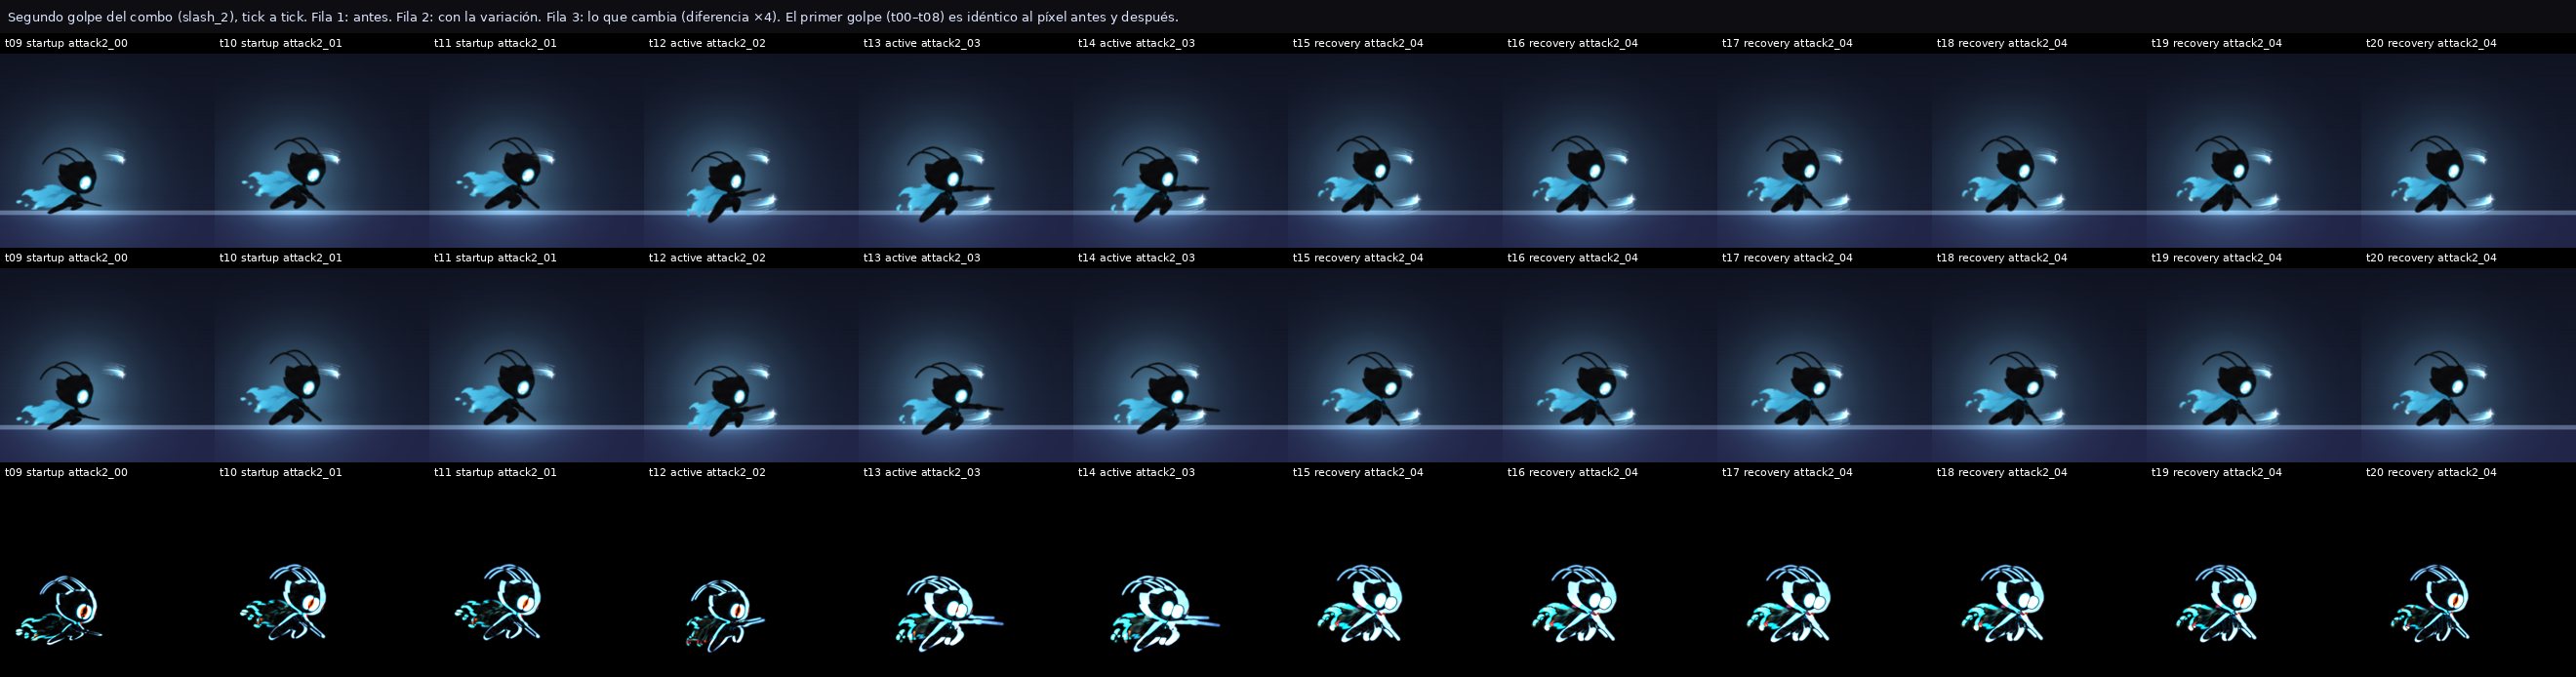 Segundo golpe del combo (slash_2), tick a tick. Fila 1: antes. Fila 2: con la variación. Fila 3: lo que cambia (diferencia ×4). El primer golpe (t00–t08) es idéntico al píxel antes y después.
t09 startup attack2_00 t10 startup attack2_01 t11 startup attack2_01 t12 active attack2_02 t13 active attack2_03 t14 active attack2_03 t15 recovery attack2_04 t16 recovery attack2_04 t17 recovery attack2_04 t18 recovery attack2_04 t19 recovery attack2_04 t20 recovery attack2_04
t09 startup attack2_00 t10 startup attack2_01 t11 startup attack2_01 t12 active attack2_02 t13 active attack2_03 t14 active attack2_03 t15 recovery attack2_04 t16 recovery attack2_04 t17 recovery attack2_04 t18 recovery attack2_04 t19 recovery attack2_04 t20 recovery attack2_04
t09 startup attack2_00 t10 startup attack2_01 t11 startup attack2_01 t12 active attack2_02 t13 active attack2_03 t14 active attack2_03 t15 recovery attack2_04 t16 recovery attack2_04 t17 recovery attack2_04 t18 recovery attack2_04 t19 recovery attack2_04 t20 recovery attack2_04